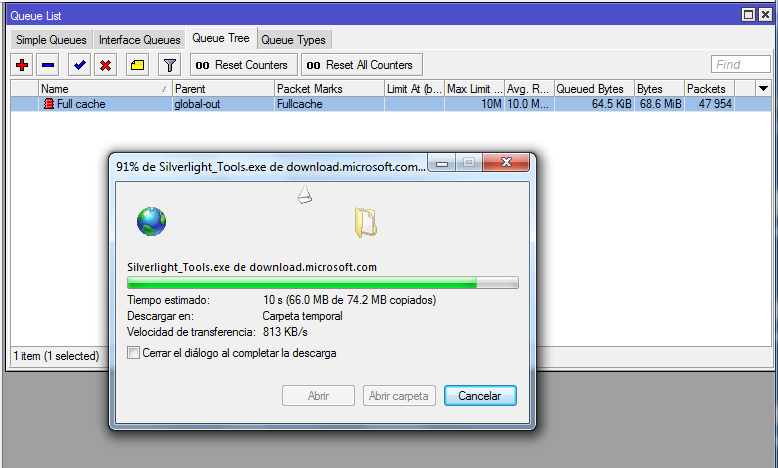 Queue List
Simple Queues Interface Queues Queue Tree Queue Types
00 Reset Counters 00 Reset All Counters Find
Name Parent Packet Marks Limit At (b... Max Limit ... Avg. R... Queued Bytes Bytes Packets
Full cache global-out Fullcache 10M 10.0 M... 64.5 KiB 68.6 MiB 47 954
91% de Silverlight_Tools.exe de download.microsoft.com...
Silverlight_Tools.exe de download.microsoft.com
Tiempo estimado: 10 s (66.0 MB de 74.2 MB copiados)
Descargar en: Carpeta temporal
Velocidad de transferencia: 813 KB/s
Cerrar el diálogo al completar la descarga
1 item (1 selected)
Abrir Abrir carpeta Cancelar